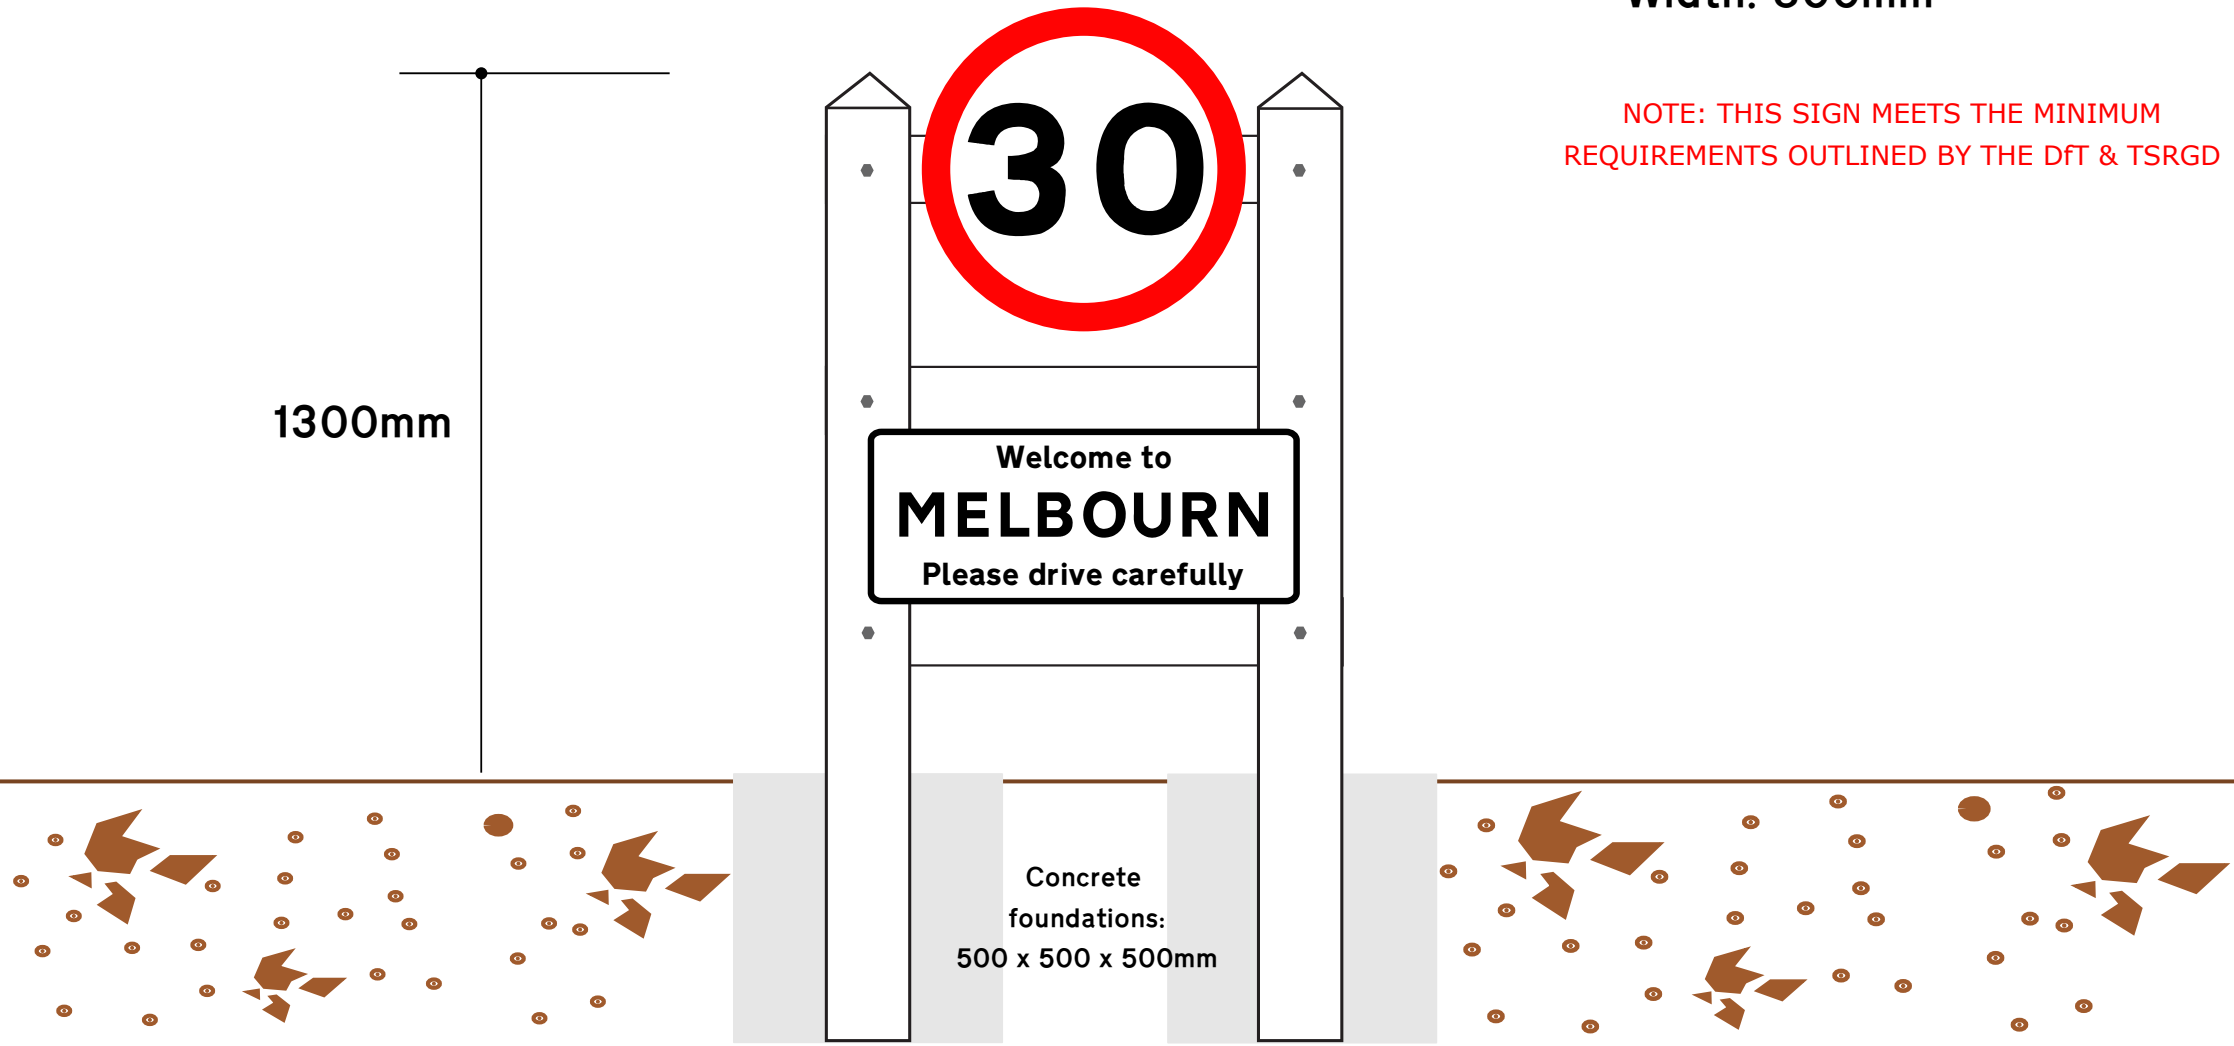 NOTE: THIS SIGN MEETS THE MINIMUM
REQUIREMENTS OUTLINED BY THE DfT & TSRGD
30
1300mm
Welcome to
MELBOURN
Please drive carefully
Concrete
foundations:
500 x 500 x 500mm